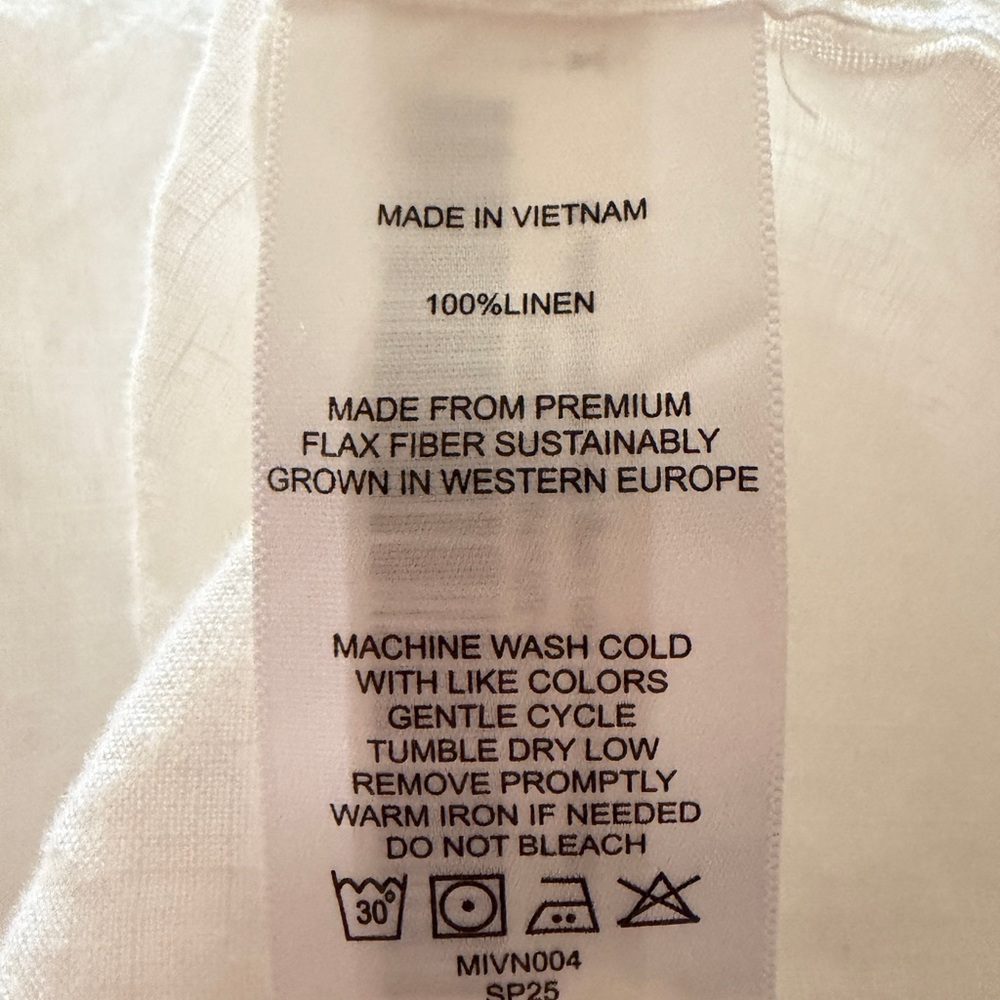 MADE IN VIETNAM
100%LINEN
MADE FROM PREMIUM
FLAX FIBER SUSTAINABLY
GROWN IN WESTERN EUROPE
MACHINE WASH COLD
WITH LIKE COLORS
GENTLE CYCLE
TUMBLE DRY LOW
REMOVE PROMPTLY
WARM IRON IF NEEDED
DO NOT BLEACH
30°
MIVN004
SP25